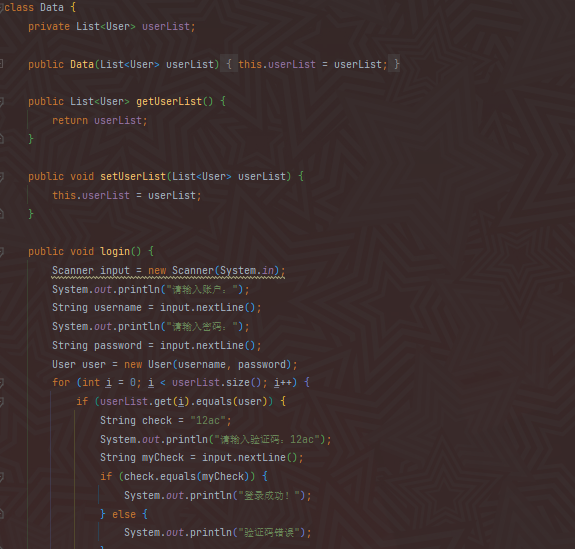 class Data {
private List<User> userList;
public Data(List<User> userList) { this.userList = userList; }
public List<User> getUserList() {
return userList;
}
public void setUserList(List<User> userList) {
this.userList = userList;
}
public void login() {
Scanner input = new Scanner(System.in);
System.out.println("请输入账户：");
String username = input.nextLine();
System.out.println("请输入密码：");
String password = input.nextLine();
User user = new User(username, password);
for (int i = 0; i < userList.size(); i++) {
if (userList.get(i).equals(user)) {
String check = "12ac";
System.out.println("请输入验证码：12ac");
String myCheck = input.nextLine();
if (check.equals(myCheck)) {
System.out.println("登录成功！");
} else {
System.out.println("验证码错误");
}